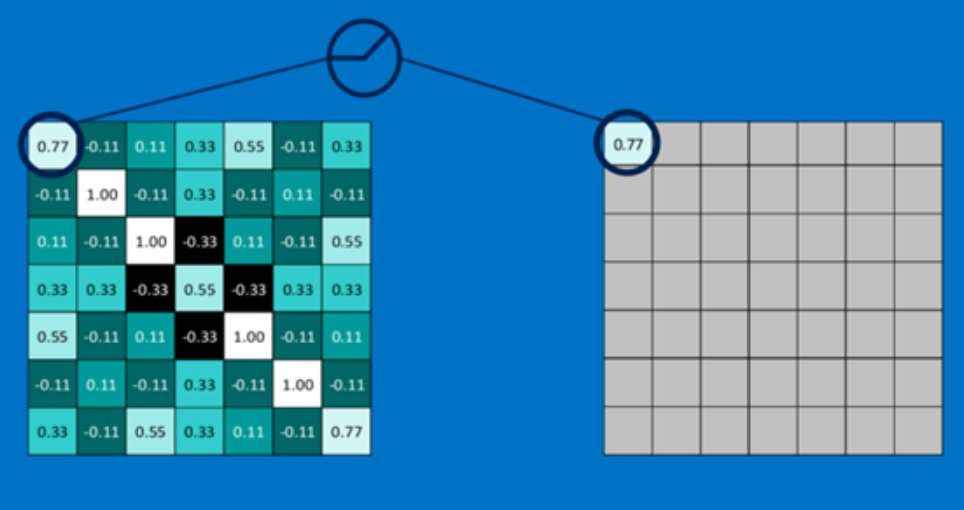 0.77 -0.11 0.11 0.33 0.55 -0.11 0.33 0.77
-0.11 1.00 -0.11 0.33 -0.11 0.11 -0.11
0.11 -0.11 1.00 -0.33 0.11 -0.11 0.55
0.33 0.33 -0.33 0.55 -0.33 0.33 0.33
0.55 -0.11 0.11 -0.33 1.00 -0.11 0.11
-0.11 0.11 -0.11 0.33 -0.11 1.00 -0.11
0.33 -0.11 0.55 0.33 0.11 -0.11 0.77